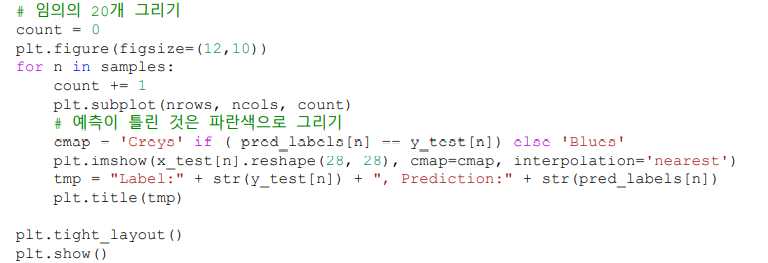 # 임의의 20개 그리기
count = 0
plt.figure(figsize=(12,10))
for n in samples:
    count += 1
    plt.subplot(nrows, ncols, count)
    # 예측이 틀린 것은 파란색으로 그리기
    cmap = 'Greys' if ( pred_labels[n] == y_test[n]) else 'Blues'
    plt.imshow(x_test[n].reshape(28, 28), cmap=cmap, interpolation='nearest')
    tmp = "Label:" + str(y_test[n]) + ", Prediction:" + str(pred_labels[n])
    plt.title(tmp)
plt.tight_layout()
plt.show()